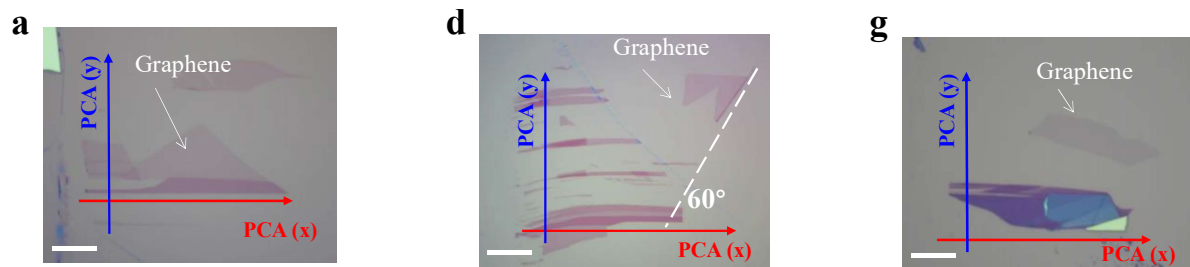 a
Graphene
PCA (y)
PCA (x)
d
Graphene
PCA (y)
60°
PCA (x)
g
Graphene
PCA (y)
PCA (x)